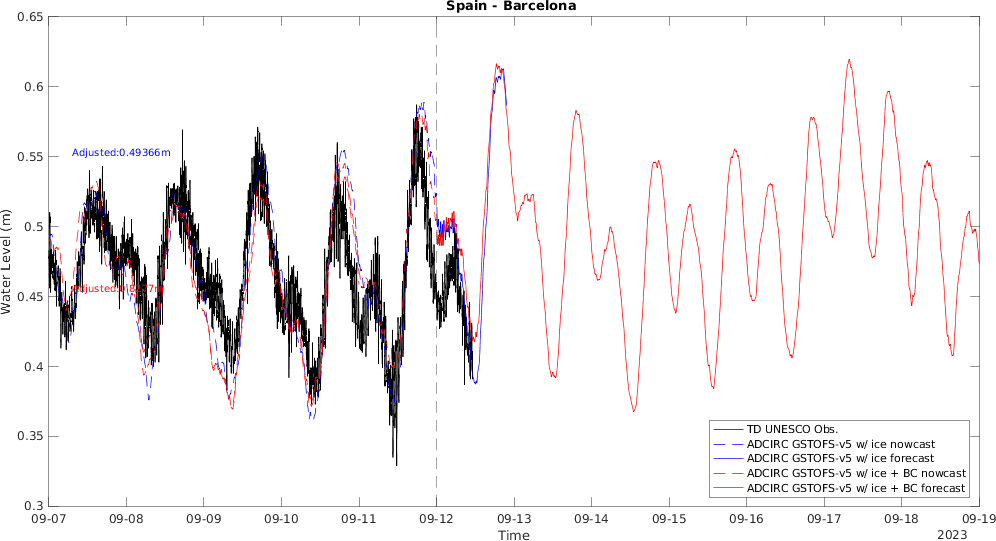 Spain - Barcelona
Water Level (m)
0.65
0.6
0.55
0.5
0.45
0.4
0.35
0.3
Adjusted:0.49366m
TD UNESCO Obs.
ADCIRC GSTOFS-v5 w/ ice nowcast
ADCIRC GSTOFS-v5 w/ ice forecast
ADCIRC GSTOFS-v5 w/ ice + BC nowcast
ADCIRC GSTOFS-v5 w/ ice + BC forecast
09-07 09-08 09-09 09-10 09-11 09-12 09-13 09-14 09-15 09-16 09-17 09-18 09-19
Time
2023